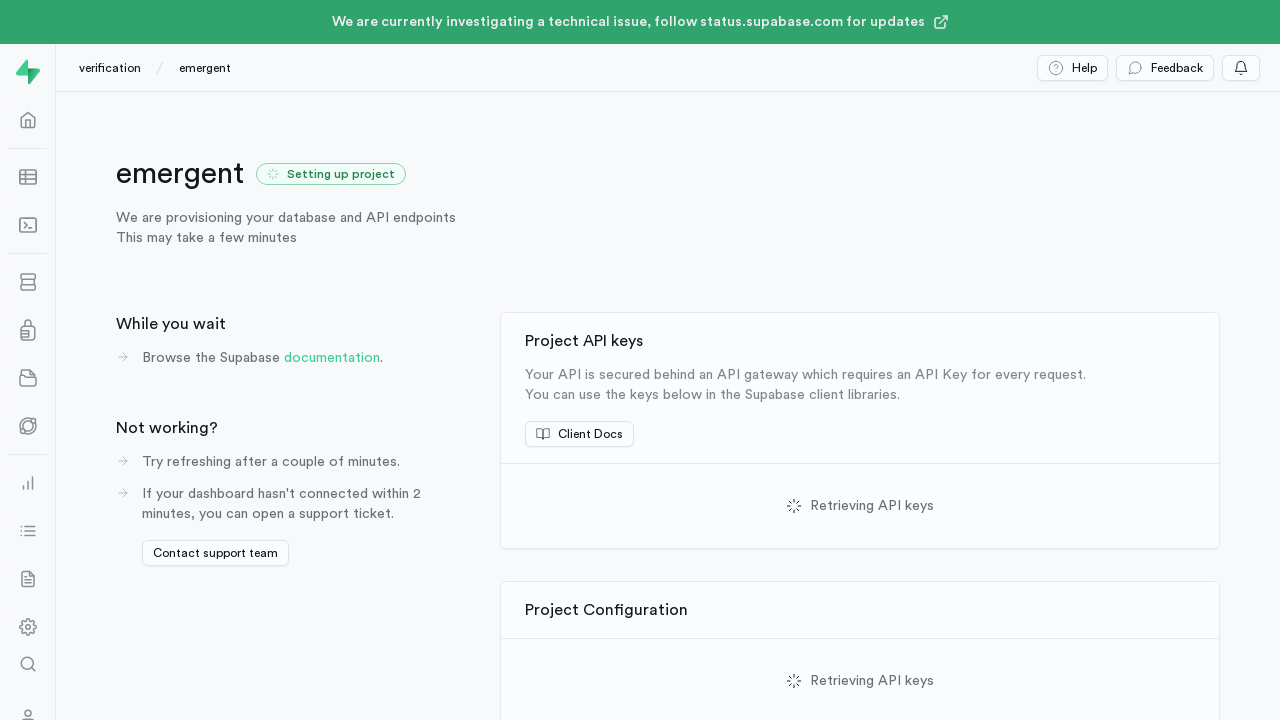 We are currently investigating a technical issue, follow status.supabase.com for updates
verification / emergent
Help
Feedback
emergent
Setting up project
We are provisioning your database and API endpoints
This may take a few minutes
While you wait
Browse the Supabase documentation.
Not working?
Try refreshing after a couple of minutes.
If your dashboard hasn't connected within 2
minutes, you can open a support ticket.
Contact support team
Project API keys
Your API is secured behind an API gateway which requires an API Key for every request.
You can use the keys below in the Supabase client libraries.
Client Docs
Retrieving API keys
Project Configuration
Retrieving API keys